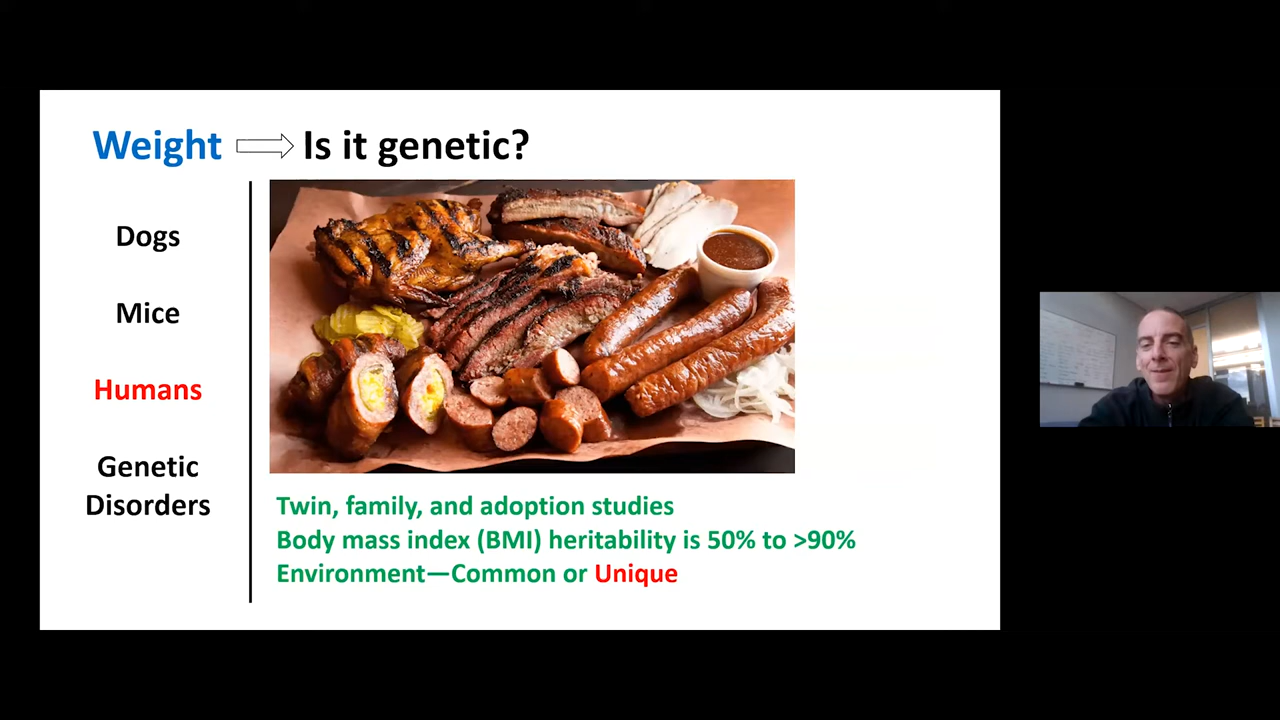 Weight Is it genetic?
Dogs
Mice
Humans
Genetic
Disorders
Twin, family, and adoption studies
Body mass index (BMI) heritability is 50% to >90%
Environment—Common or Unique